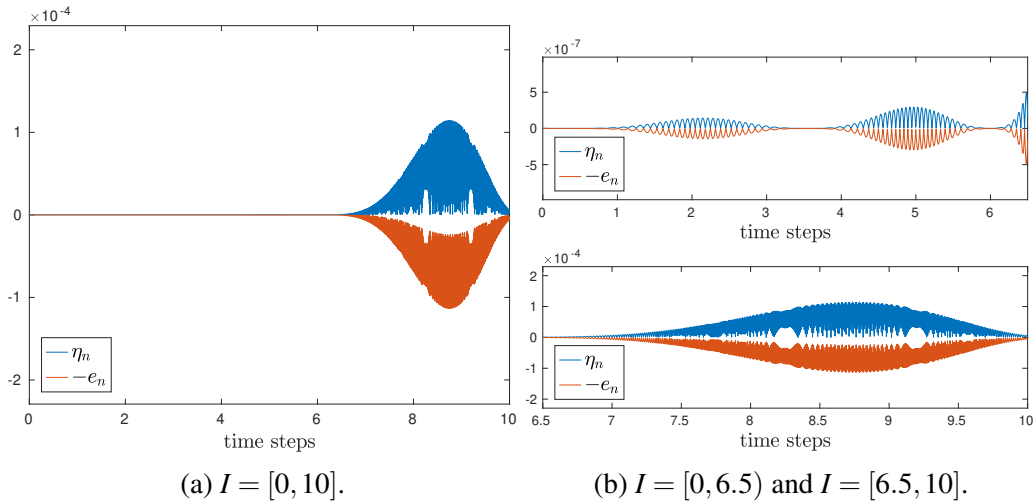 ×10⁻⁴
2
1
0
-1
-2
η_n
−e_n
0 2 4 6 8 10
time steps
(a) I = [0, 10].
×10⁻⁷
5
0
-5
η_n
−e_n
0 1 2 3 4 5 6
time steps
×10⁻⁴
2
1
0
-1
-2
η_n
−e_n
6.5 7 7.5 8 8.5 9 9.5 10
time steps
(b) I = [0, 6.5) and I = [6.5, 10].